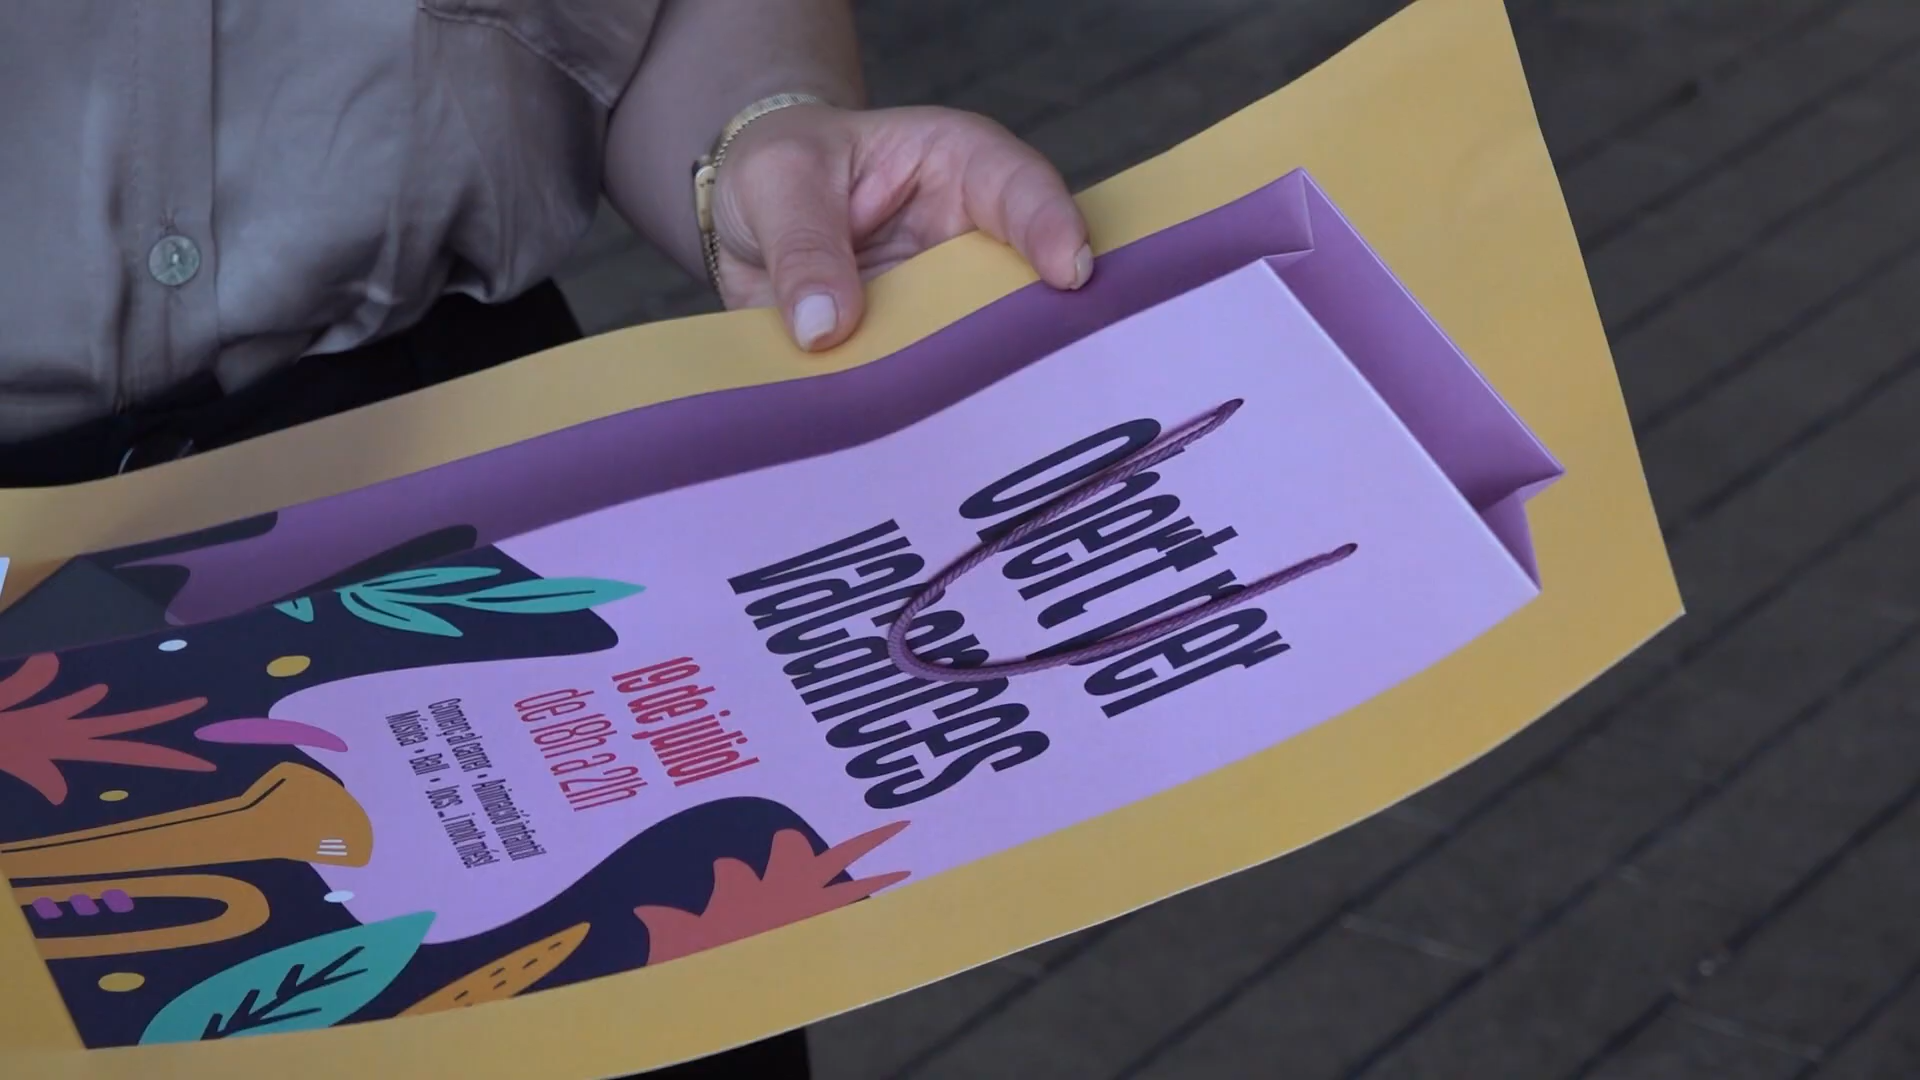 Obert per
vacances
19 de juliol
de 18h a 21h
Comerç al carrer • Animació infantil
Música • Ball • Jocs... i molt més!